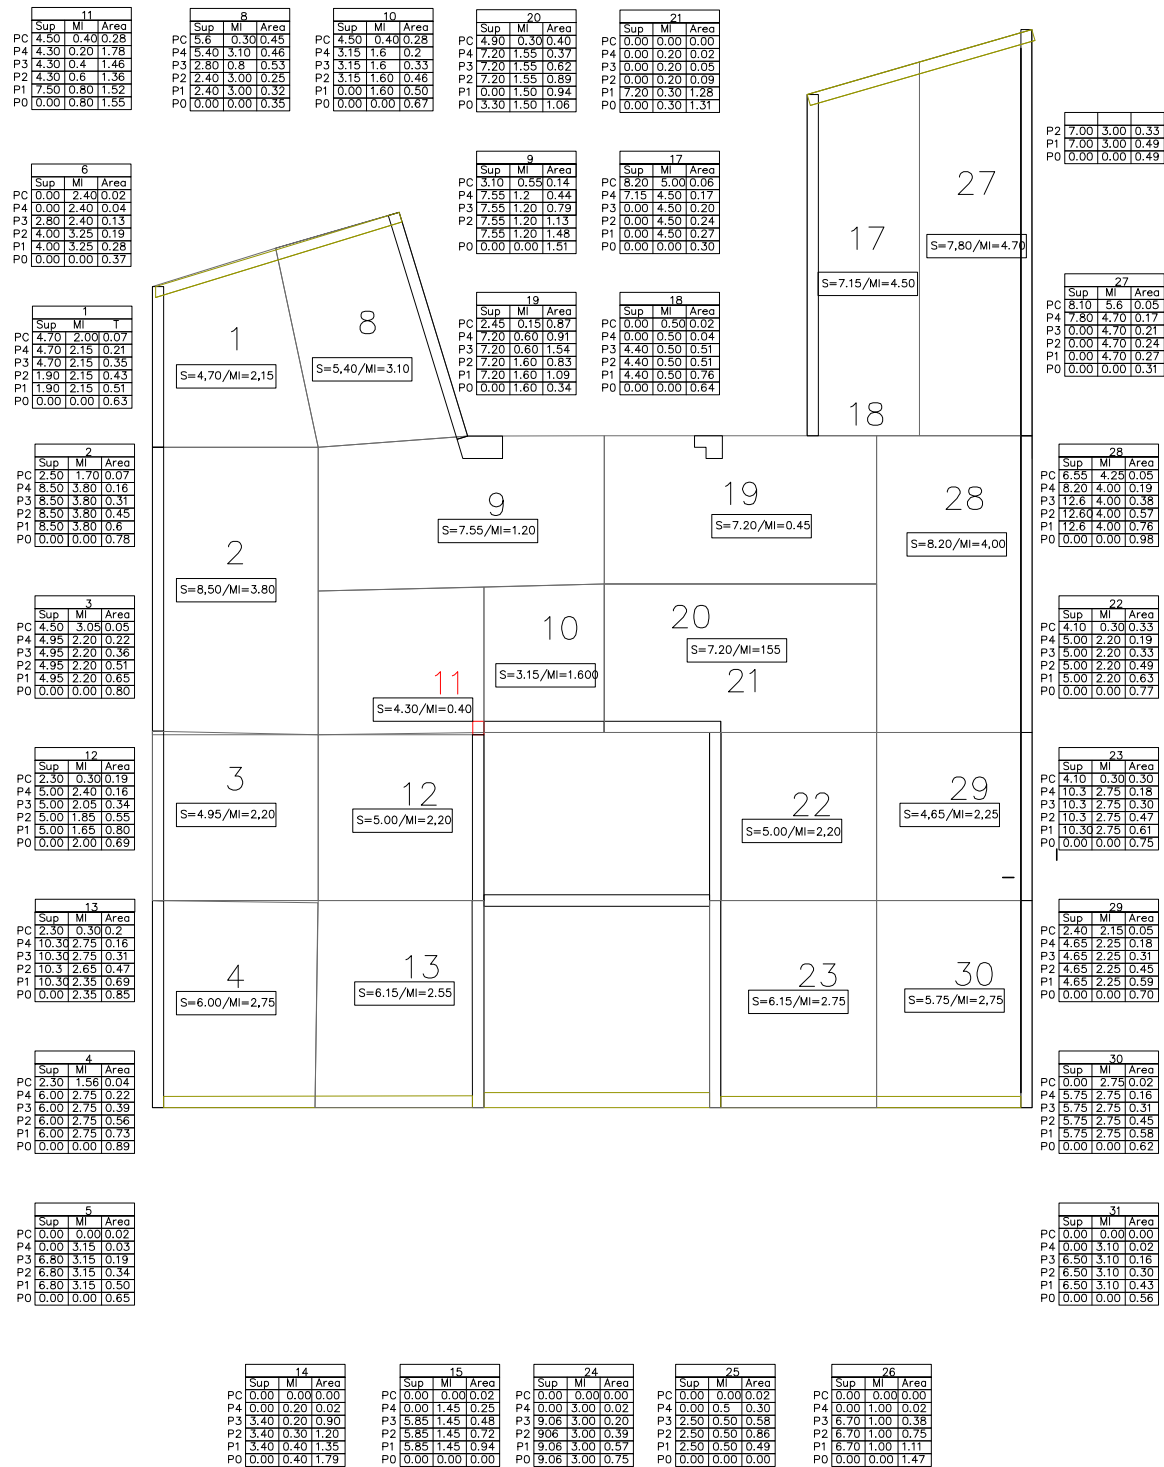 11
Sup MI Area
PC 4.50 0.40 0.28
P4 4.30 0.20 1.78
P3 4.30 0.4 1.46
P2 4.30 0.6 1.36
P1 7.50 0.80 1.52
P0 0.00 0.80 1.55
8
Sup MI Area
PC 5.6 0.30 0.45
P4 5.40 3.10 0.46
P3 2.80 0.8 0.53
P2 2.40 3.00 0.25
P1 2.40 3.00 0.32
P0 0.00 0.00 0.35
10
Sup MI Area
PC 4.50 0.40 0.28
P4 3.15 1.6 0.2
P3 3.15 1.6 0.33
P2 3.15 1.60 0.46
P1 0.00 1.60 0.50
P0 0.00 0.00 0.67
20
Sup MI Area
PC 4.90 0.30 0.40
P4 7.20 1.55 0.37
P3 7.20 1.55 0.62
P2 7.20 1.55 0.89
P1 0.00 1.50 0.94
P0 3.30 1.50 1.06
21
Sup MI Area
PC 0.00 0.00 0.00
P4 0.00 0.20 0.02
P3 0.00 0.20 0.05
P2 0.00 0.20 0.09
P1 7.20 0.30 1.28
P0 0.00 0.30 1.31
P2 7.00 3.00 0.33
P1 7.00 3.00 0.49
P0 0.00 0.00 0.49
6
Sup MI Area
PC 0.00 2.40 0.02
P4 0.00 2.40 0.04
P3 2.80 2.40 0.13
P2 4.00 3.25 0.19
P1 4.00 3.25 0.28
P0 0.00 0.00 0.37
9
Sup MI Area
PC 3.10 0.55 0.14
P4 7.55 1.2 0.44
P3 7.55 1.20 0.79
P2 7.55 1.20 1.13
7.55 1.20 1.48
P0 0.00 0.00 1.51
17
Sup MI Area
PC 8.20 5.00 0.06
P4 7.15 4.50 0.17
P3 0.00 4.50 0.20
P2 0.00 4.50 0.24
P1 0.00 4.50 0.27
P0 0.00 0.00 0.30
1
Sup MI T
PC 4.70 2.00 0.07
P4 4.70 2.15 0.21
P3 4.70 2.15 0.35
P2 1.90 2.15 0.43
P1 1.90 2.15 0.51
P0 0.00 0.00 0.63
19
Sup MI Area
PC 2.45 0.15 0.87
P4 7.20 0.60 0.91
P3 7.20 0.60 1.54
P2 7.20 1.60 0.83
P1 7.20 1.60 1.09
P0 0.00 1.60 0.34
18
Sup MI Area
PC 0.00 0.50 0.02
P4 0.00 0.50 0.04
P3 4.40 0.50 0.51
P2 4.40 0.50 0.51
P1 4.40 0.50 0.76
P0 0.00 0.00 0.64
27
Sup MI Area
PC 8.10 5.6 0.05
P4 7.80 4.70 0.17
P3 0.00 4.70 0.21
P2 0.00 4.70 0.24
P1 0.00 4.70 0.27
P0 0.00 0.00 0.31
27
S=7,80/MI=4.70
17
S=7.15/MI=4.50
18
1
S=4,70/MI=2,15
8
S=5,40/MI=3.10
2
Sup MI Area
PC 2.50 1.70 0.07
P4 8.50 3.80 0.16
P3 8.50 3.80 0.31
P2 8.50 3.80 0.45
P1 8.50 3.80 0.6
P0 0.00 0.00 0.78
2
S=8,50/MI=3.80
9
S=7.55/MI=1.20
19
S=7.20/MI=0.45
28
S=8.20/MI=4,00
28
Sup MI Area
PC 6.55 4.25 0.05
P4 8.20 4.00 0.19
P3 12.6 4.00 0.38
P2 12.60 4.00 0.57
P1 12.6 4.00 0.76
P0 0.00 0.00 0.98
3
Sup MI Area
PC 4.50 3.05 0.05
P4 4.95 2.20 0.22
P3 4.95 2.20 0.36
P2 4.95 2.20 0.51
P1 4.95 2.20 0.65
P0 0.00 0.00 0.80
11
S=4.30/MI=0.40
10
S=3.15/MI=1.600
20
S=7.20/MI=155
21
22
Sup MI Area
PC 4.10 0.30 0.33
P4 5.00 2.20 0.19
P3 5.00 2.20 0.33
P2 5.00 2.20 0.49
P1 5.00 2.20 0.63
P0 0.00 0.00 0.77
12
Sup MI Area
PC 2.30 0.30 0.19
P4 5.00 2.40 0.16
P3 5.00 2.05 0.34
P2 5.00 1.85 0.55
P1 5.00 1.65 0.80
P0 0.00 2.00 0.69
3
S=4.95/MI=2,20
12
S=5.00/MI=2,20
22
S=5.00/MI=2,20
29
S=4,65/MI=2,25
23
Sup MI Area
PC 4.10 0.30 0.30
P4 10.3 2.75 0.18
P3 10.3 2.75 0.30
P2 10.3 2.75 0.47
P1 10.30 2.75 0.61
P0 0.00 0.00 0.75
13
Sup MI Area
PC 2.30 0.30 0.2
P4 10.30 2.75 0.16
P3 10.30 2.75 0.31
P2 10.3 2.65 0.47
P1 10.30 2.35 0.69
P0 0.00 2.35 0.85
4
S=6.00/MI=2,75
13
S=6.15/MI=2.55
23
S=6.15/MI=2.75
30
S=5.75/MI=2,75
29
Sup MI Area
PC 2.40 2.15 0.05
P4 4.65 2.25 0.18
P3 4.65 2.25 0.31
P2 4.65 2.25 0.45
P1 4.65 2.25 0.59
P0 0.00 0.00 0.70
4
Sup MI Area
PC 2.30 1.56 0.04
P4 6.00 2.75 0.22
P3 6.00 2.75 0.39
P2 6.00 2.75 0.56
P1 6.00 2.75 0.73
P0 0.00 0.00 0.89
30
Sup MI Area
PC 0.00 2.75 0.02
P4 5.75 2.75 0.16
P3 5.75 2.75 0.31
P2 5.75 2.75 0.45
P1 5.75 2.75 0.58
P0 0.00 0.00 0.62
5
Sup MI Area
PC 0.00 0.00 0.02
P4 0.00 3.15 0.03
P3 6.80 3.15 0.19
P2 6.80 3.15 0.34
P1 6.80 3.15 0.50
P0 0.00 0.00 0.65
31
Sup MI Area
PC 0.00 0.00 0.00
P4 0.00 3.10 0.02
P3 6.50 3.10 0.16
P2 6.50 3.10 0.30
P1 6.50 3.10 0.43
P0 0.00 0.00 0.56
14
Sup MI Area
PC 0.00 0.00 0.00
P4 0.00 0.20 0.02
P3 3.40 0.20 0.90
P2 3.40 0.30 1.20
P1 3.40 0.40 1.35
P0 0.00 0.40 1.79
15
Sup MI Area
PC 0.00 0.00 0.02
P4 0.00 1.45 0.25
P3 5.85 1.45 0.48
P2 5.85 1.45 0.72
P1 5.85 1.45 0.94
P0 0.00 0.00 0.00
24
Sup MI Area
PC 0.00 0.00 0.00
P4 0.00 3.00 0.02
P3 9.06 3.00 0.20
P2 906 3.00 0.39
P1 9.06 3.00 0.57
P0 9.06 3.00 0.75
25
Sup MI Area
PC 0.00 0.00 0.02
P4 0.00 0.5 0.30
P3 2.50 0.50 0.58
P2 2.50 0.50 0.86
P1 2.50 0.50 0.49
P0 0.00 0.00 0.00
26
Sup MI Area
PC 0.00 0.00 0.00
P4 0.00 1.00 0.02
P3 6.70 1.00 0.38
P2 6.70 1.00 0.75
P1 6.70 1.00 1.11
P0 0.00 0.00 1.47